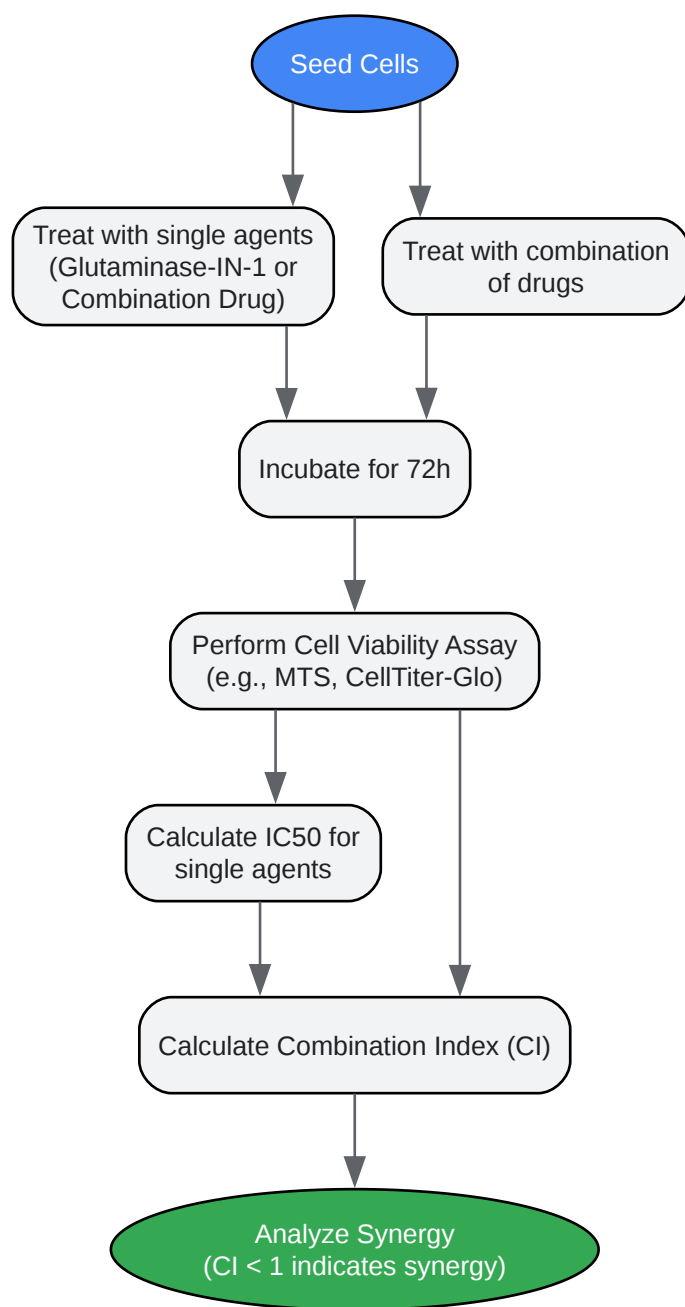 Seed Cells
Treat with single agents
(Glutaminase-IN-1 or
Combination Drug)
Treat with combination
of drugs
Incubate for 72h
Perform Cell Viability Assay
(e.g., MTS, CellTiter-Glo)
Calculate IC50 for
single agents
Calculate Combination Index (CI)
Analyze Synergy
(CI < 1 indicates synergy)